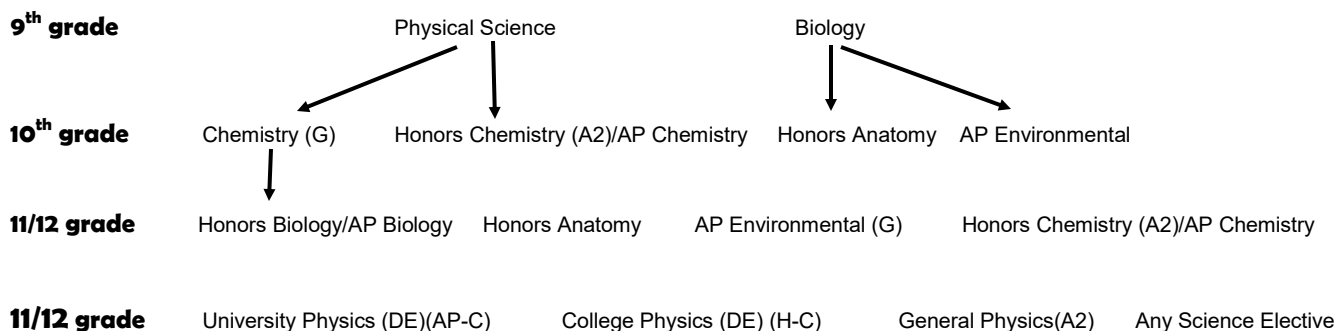 9th grade Physical Science Biology
10th grade Chemistry (G) Honors Chemistry (A2)/AP Chemistry Honors Anatomy AP Environmental
11/12 grade Honors Biology/AP Biology Honors Anatomy AP Environmental (G) Honors Chemistry (A2)/AP Chemistry
11/12 grade University Physics (DE)(AP-C) College Physics (DE) (H-C) General Physics(A2) Any Science Elective